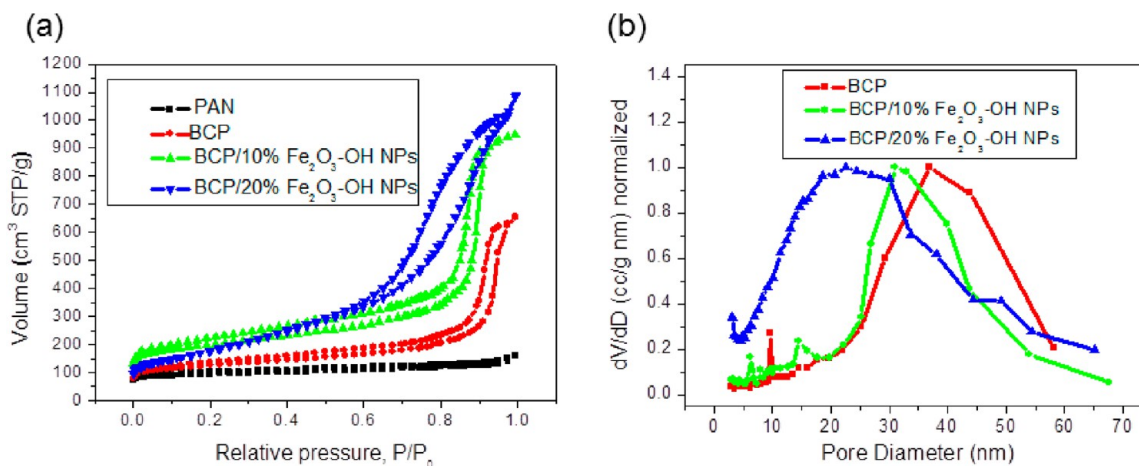 (a)
1200
1100
1000
900
800
700
600
500
400
300
200
100
0
Volume (cm³ STP/g)
PAN
BCP
BCP/10% Fe₂O₃-OH NPs
BCP/20% Fe₂O₃-OH NPs
0.0 0.2 0.4 0.6 0.8 1.0
Relative pressure, P/P₀
(b)
1.4
1.2
1.0
0.8
0.6
0.4
0.2
0.0
dV/dD (cc/g nm) normalized
BCP
BCP/10% Fe₂O₃-OH NPs
BCP/20% Fe₂O₃-OH NPs
0 10 20 30 40 50 60 70
Pore Diameter (nm)